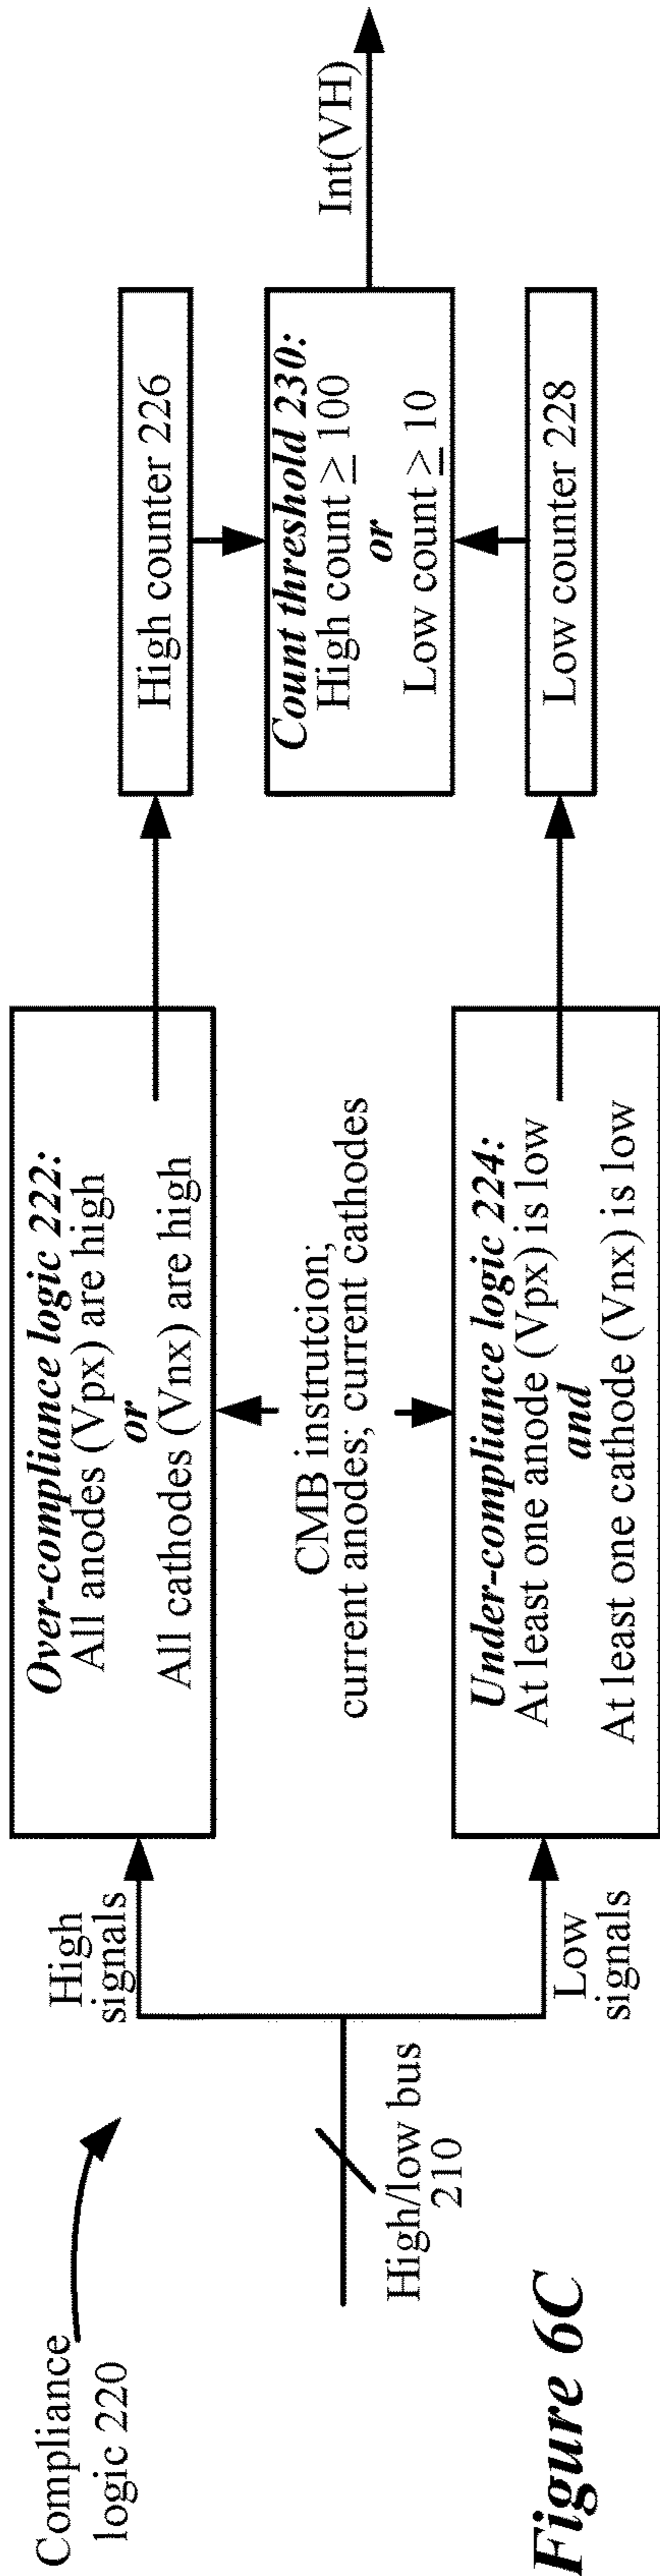 Compliance
logic 220
High/low bus
210
High
signals
Low
signals
Over-compliance logic 222:
All anodes (Vpx) are high
or
All cathodes (Vnx) are high
CMB instrutcion;
current anodes; current cathodes
Under-compliance logic 224:
At least one anode (Vpx) is low
and
At least one cathode (Vnx) is low
High counter 226
Count threshold 230:
High count ≥ 100
or
Low count ≥ 10
Low counter 228
Int(VH)
Figure 6C